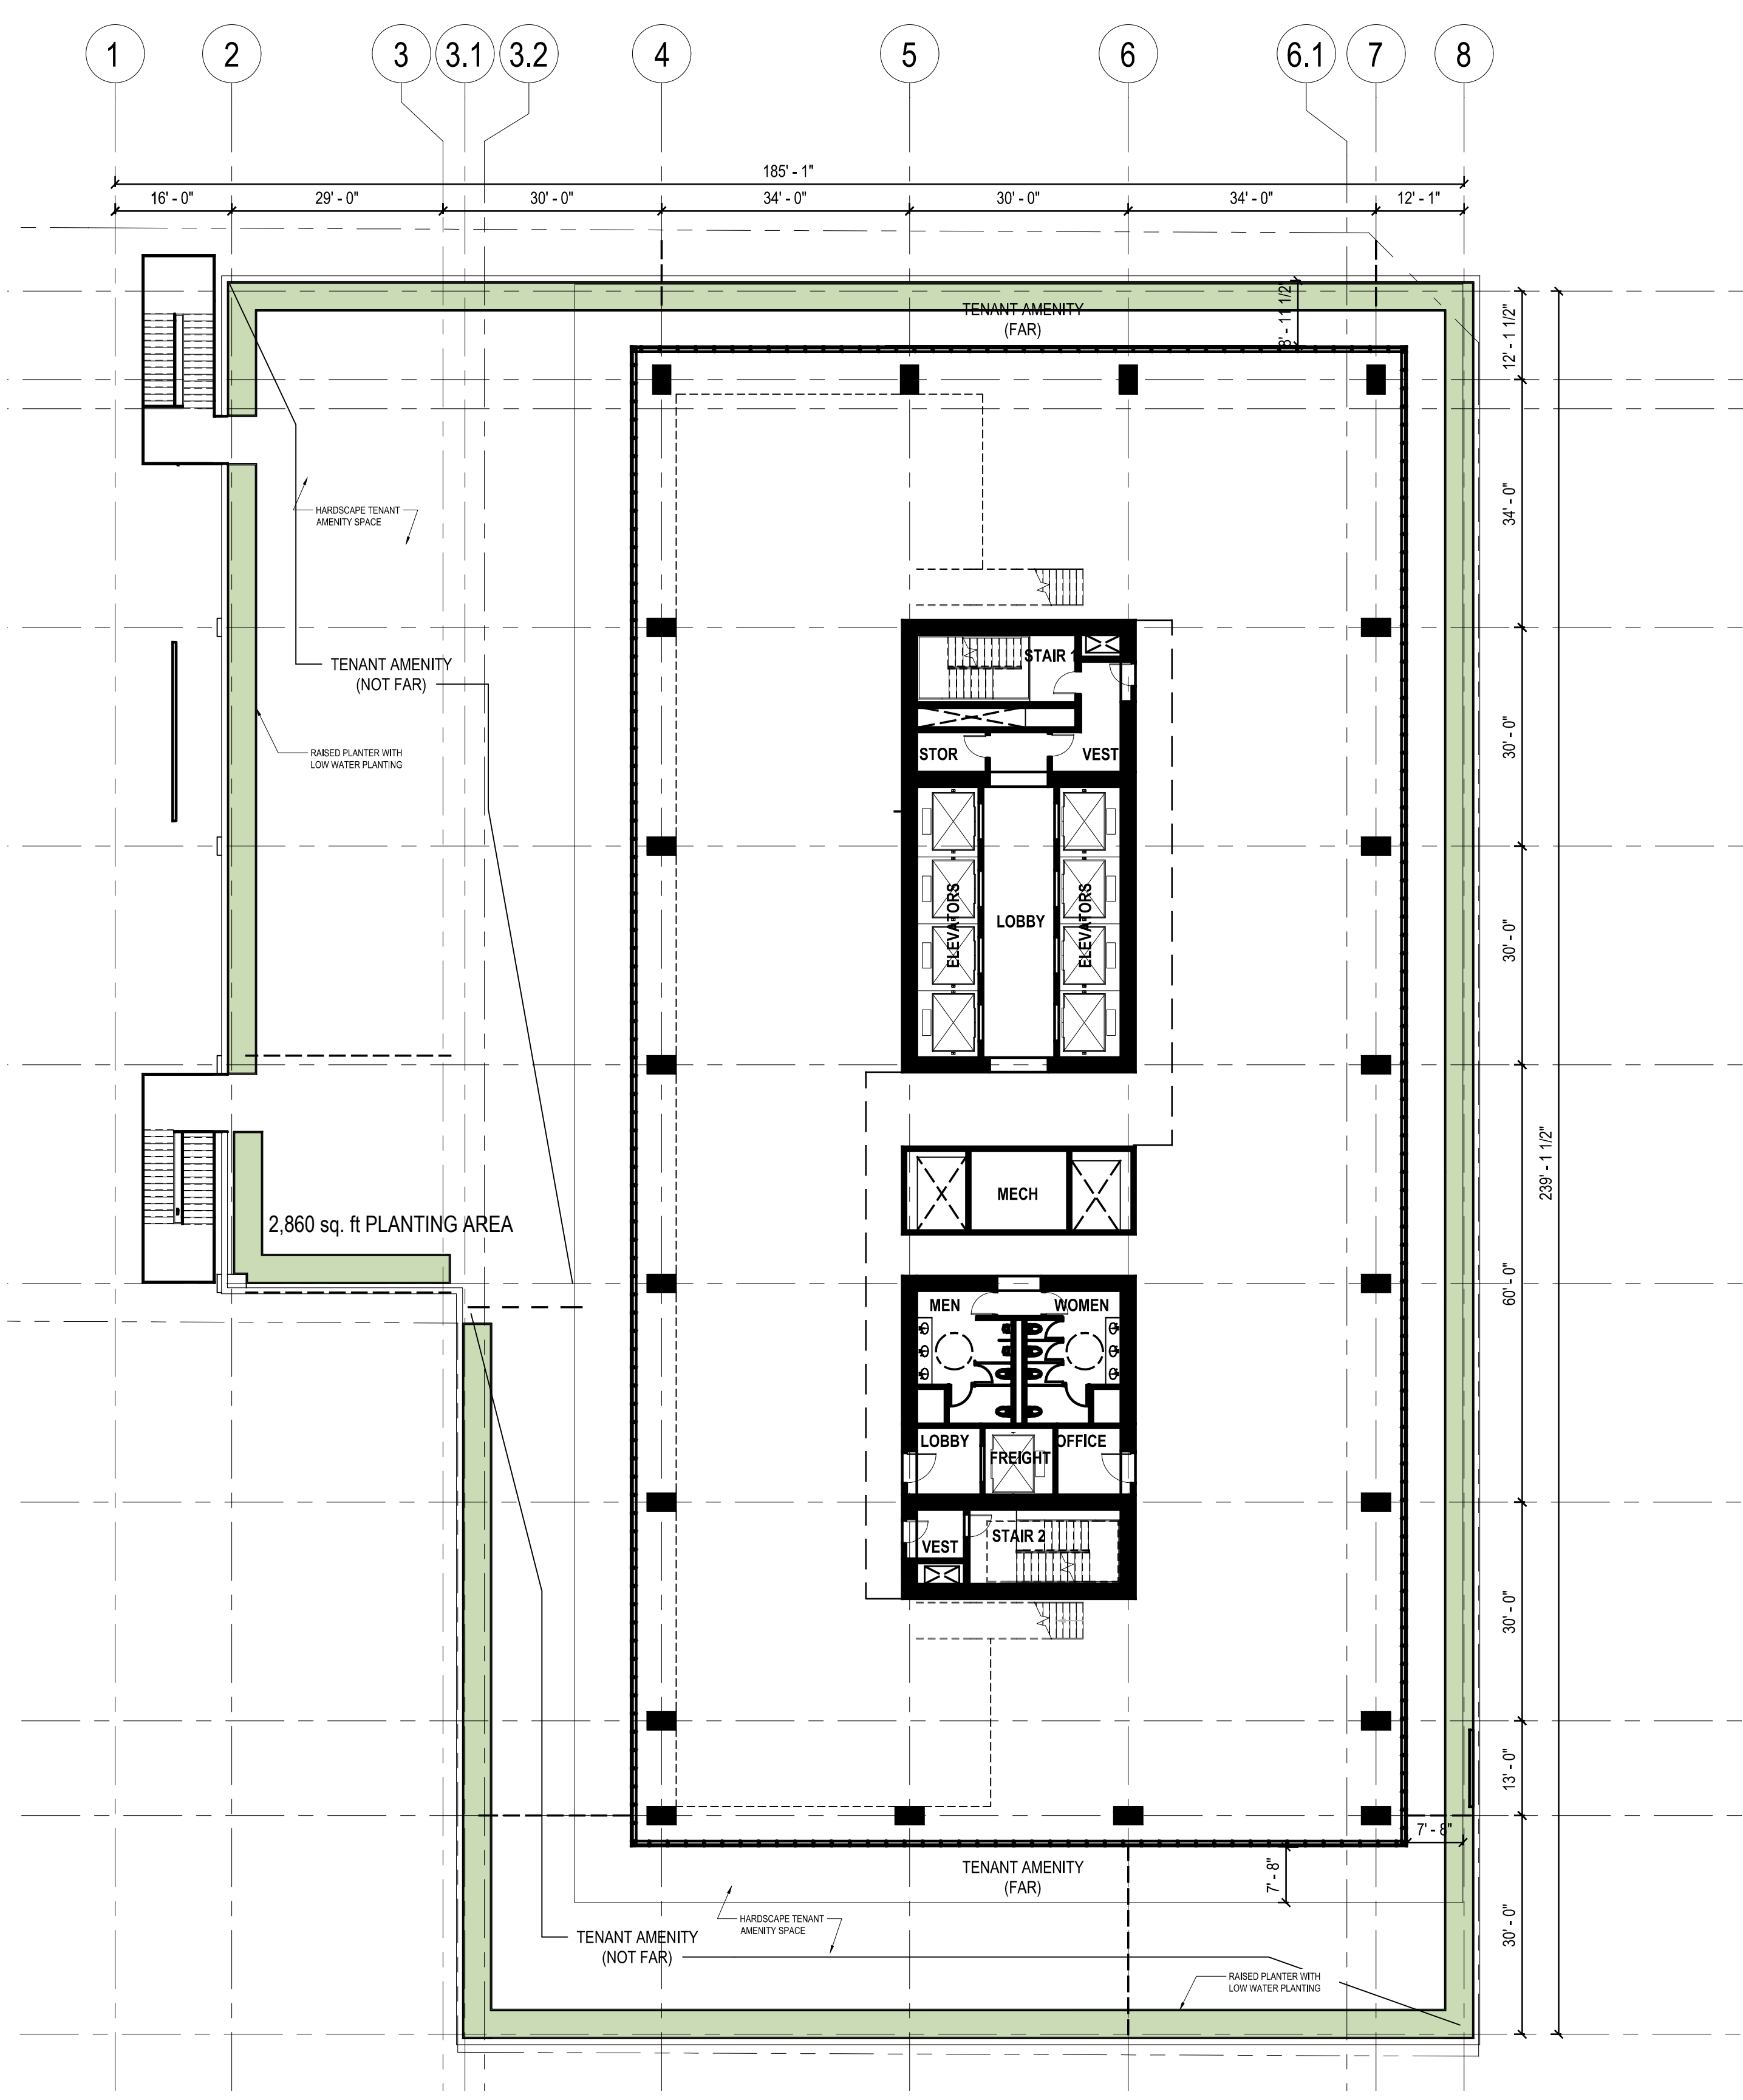 1 2 3 3.1 3.2 4 5 6 6.1 7 8
185' - 1"
16' - 0" 29' - 0" 30' - 0" 34' - 0" 30' - 0" 34' - 0" 12' - 1"
TENANT AMENITY
(FAR)
8' - 11 1/2"
12' - 1 1/2"
34' - 0"
HARDSCAPE TENANT
AMENITY SPACE
TENANT AMENITY
(NOT FAR)
STAIR 1
RAISED PLANTER WITH
LOW WATER PLANTING
STOR
VEST
30' - 0"
ELEVATORS
LOBBY
ELEVATORS
30' - 0"
239' - 1 1/2"
MECH
2,860 sq. ft PLANTING AREA
60' - 0"
MEN
WOMEN
LOBBY
FREIGHT
OFFICE
VEST
STAIR 2
30' - 0"
13' - 0"
7' - 8"
TENANT AMENITY
(FAR)
7' - 8"
HARDSCAPE TENANT
AMENITY SPACE
TENANT AMENITY
(NOT FAR)
30' - 0"
RAISED PLANTER WITH
LOW WATER PLANTING